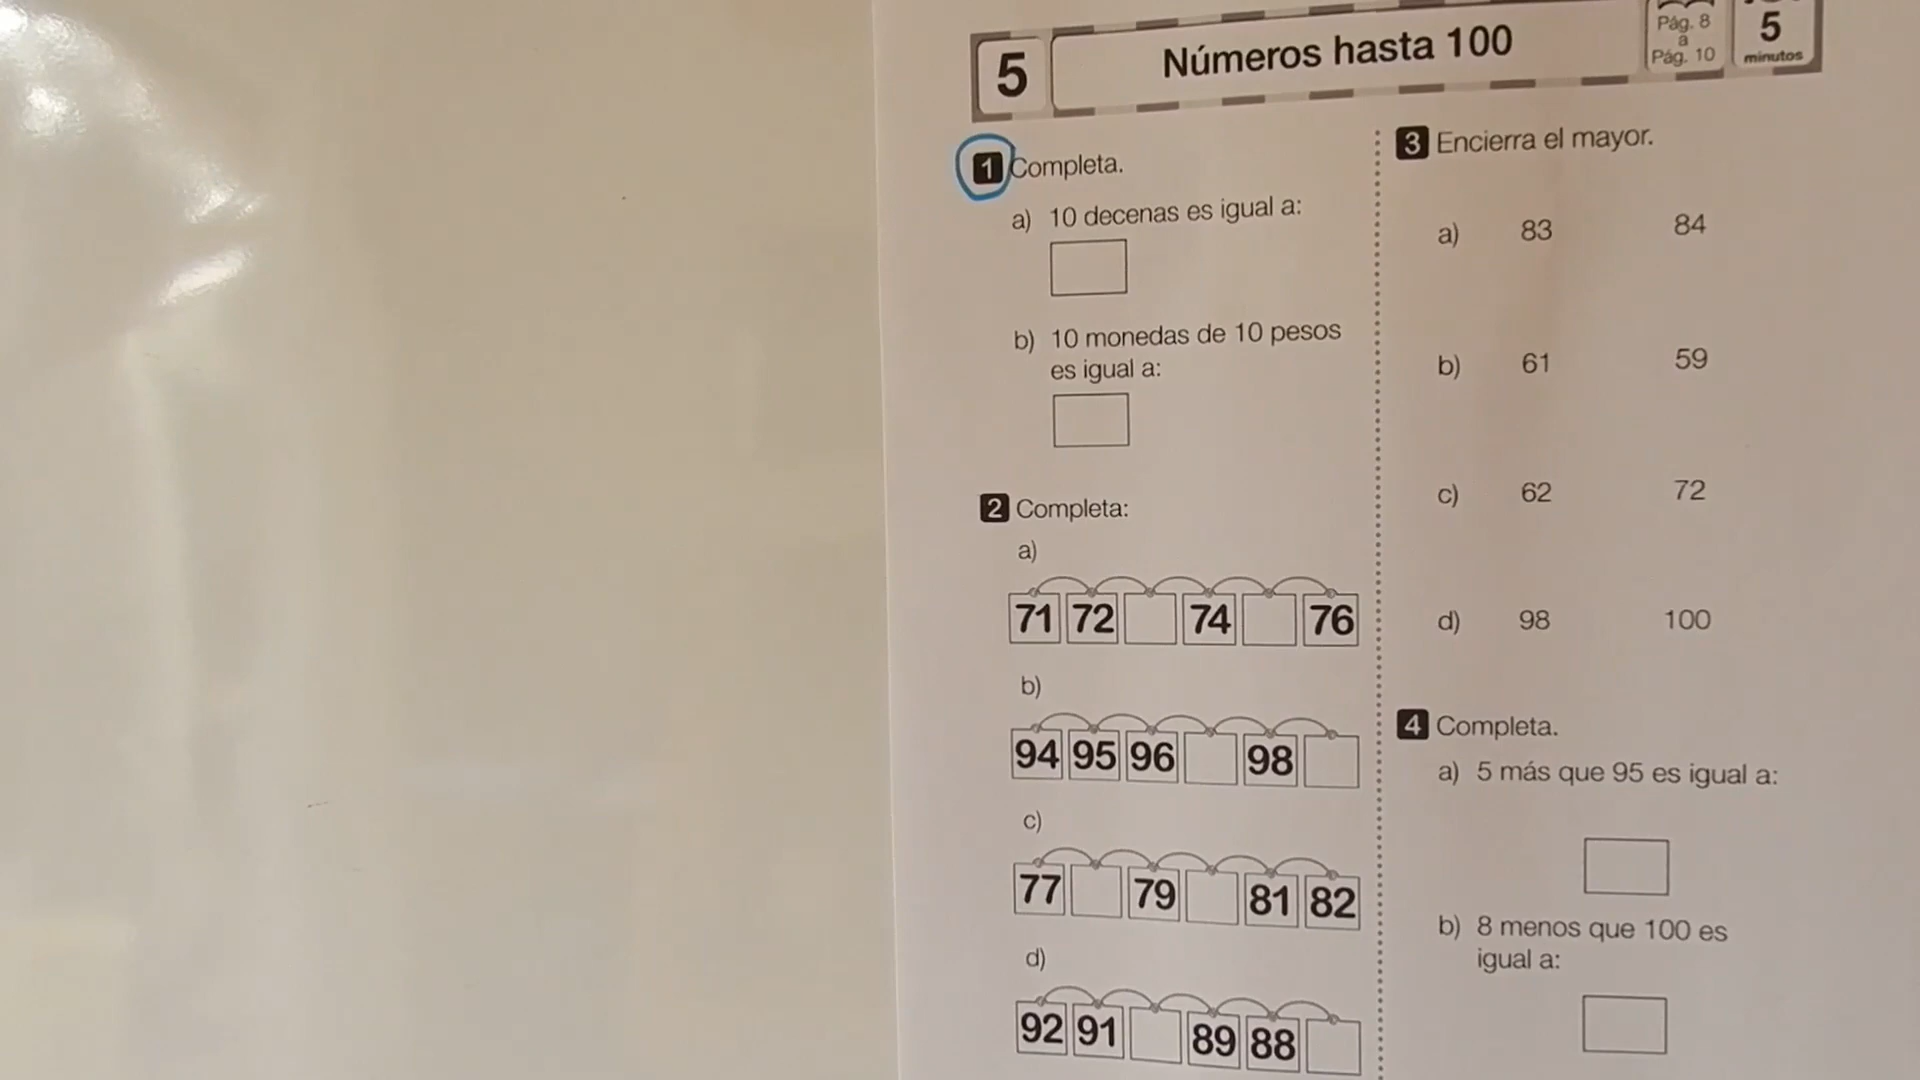 5
Números hasta 100
Pág. 8
a
Pág. 10
5
minutos
1 Completa.
a) 10 decenas es igual a:
b) 10 monedas de 10 pesos
es igual a:
2 Completa:
a)
71 72 74 76
b)
94 95 96 98
c)
77 79 81 82
d)
92 91 89 88
3 Encierra el mayor.
a) 83 84
b) 61 59
c) 62 72
d) 98 100
4 Completa.
a) 5 más que 95 es igual a:
b) 8 menos que 100 es
igual a: